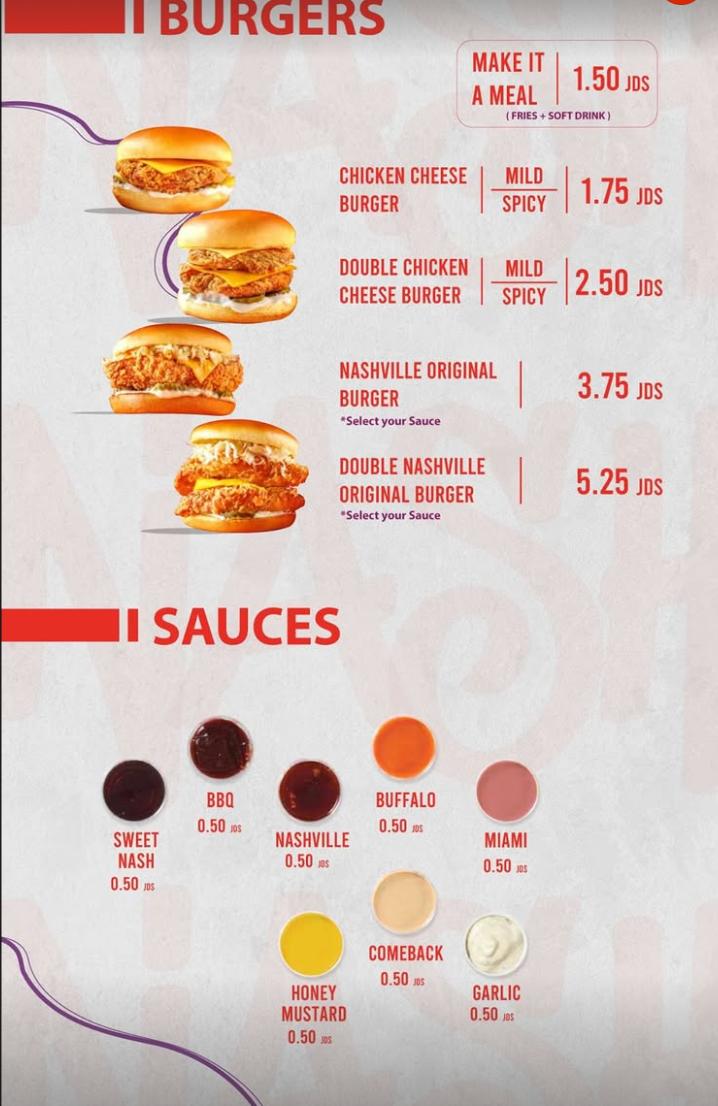 BURGERS
MAKE IT
A MEAL
1.50 JDS
( FRIES + SOFT DRINK )
CHICKEN CHEESE
BURGER
MILD
SPICY
1.75 JDS
DOUBLE CHICKEN
CHEESE BURGER
MILD
SPICY
2.50 JDS
NASHVILLE ORIGINAL
BURGER
3.75 JDS
*Select your Sauce
DOUBLE NASHVILLE
ORIGINAL BURGER
5.25 JDS
*Select your Sauce
SAUCES
SWEET
NASH
0.50 JDS
BBQ
0.50 JDS
NASHVILLE
0.50 JDS
BUFFALO
0.50 JDS
MIAMI
0.50 JDS
HONEY
MUSTARD
0.50 JDS
COMEBACK
0.50 JDS
GARLIC
0.50 JDS